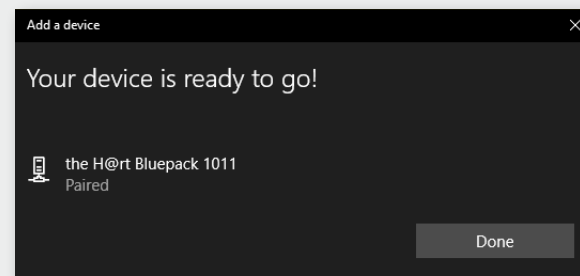 Add a device
Your device is ready to go!
the H@rt Bluepack 1011
Paired
Done